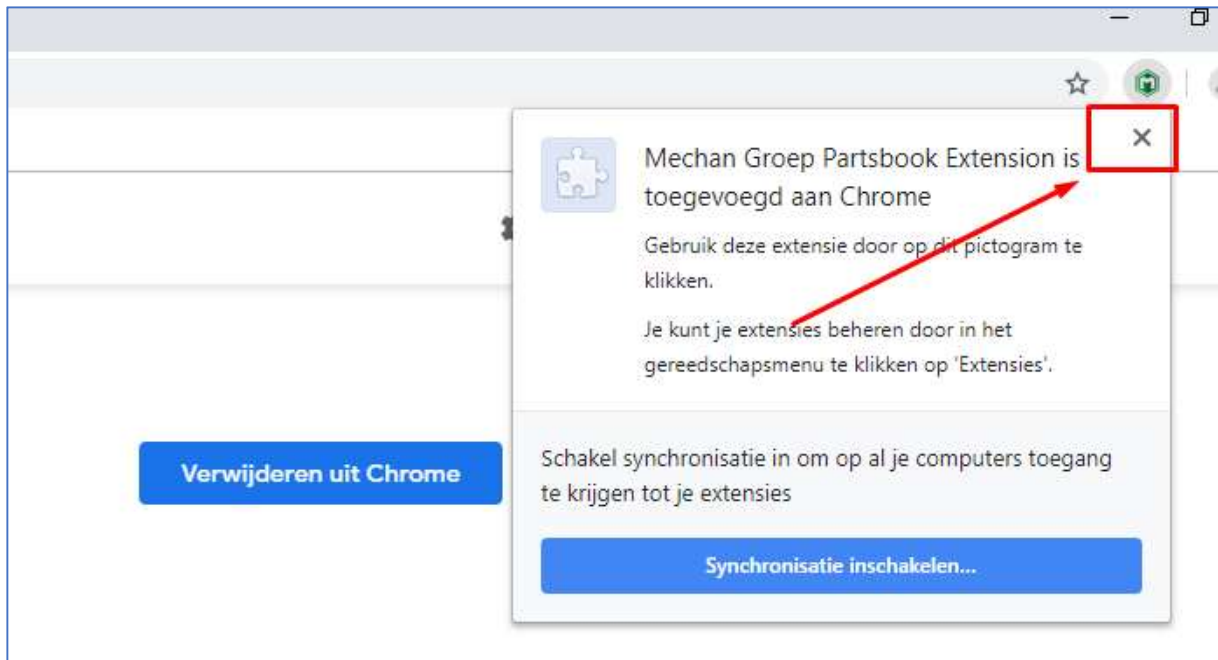 Mechan Groep Partsbook Extension is
toegevoegd aan Chrome
Gebruik deze extensie door op dit pictogram te
klikken.
Je kunt je extensies beheren door in het
gereedschapsmenu te klikken op 'Extensies'.
Verwijderen uit Chrome
Schakel synchronisatie in om op al je computers toegang
te krijgen tot je extensies
Synchronisatie inschakelen...